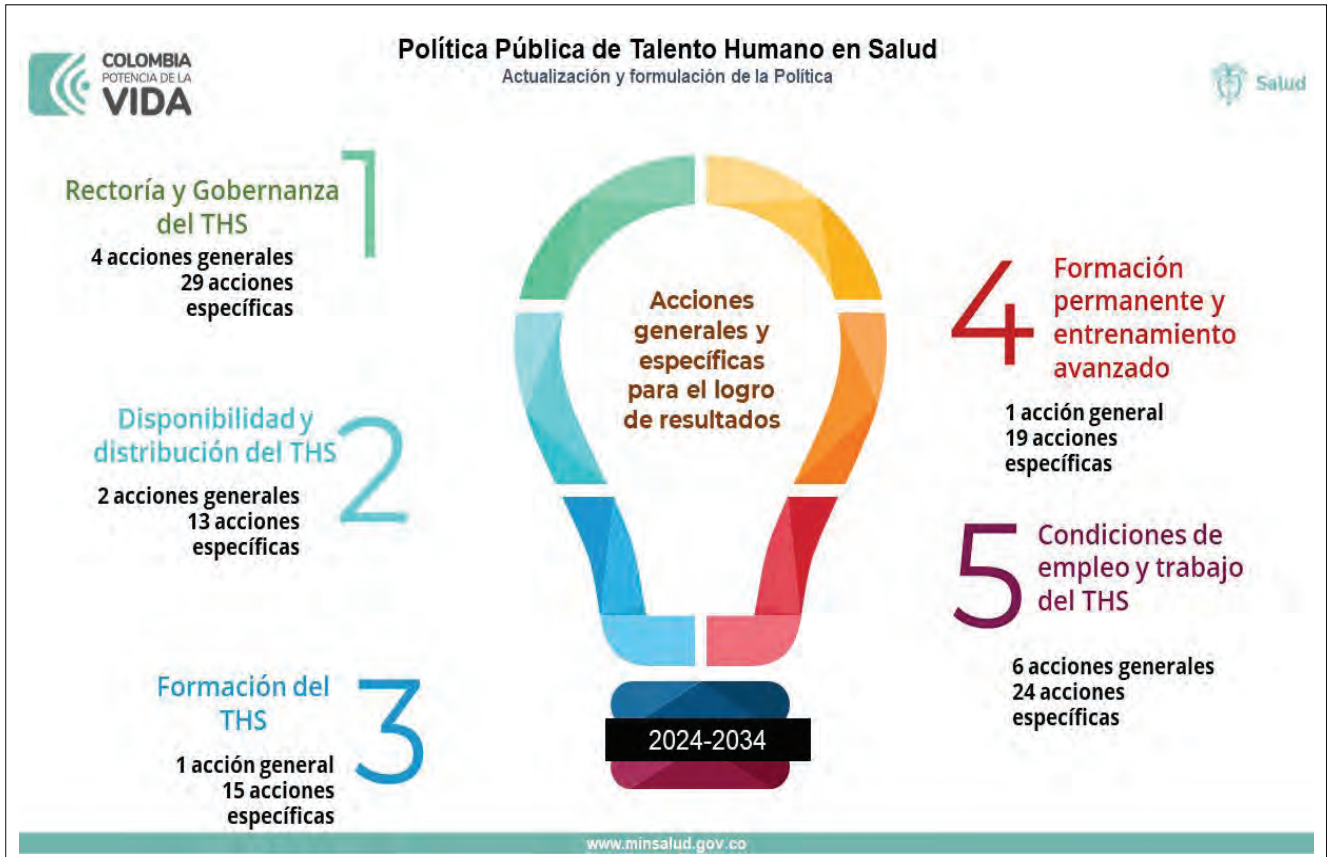 COLOMBIA
POTENCIA DE LA
VIDA
Política Pública de Talento Humano en Salud
Actualización y formulación de la Política
Salud
1
Rectoría y Gobernanza
del THS
4 acciones generales
29 acciones
específicas
2
Disponibilidad y
distribución del THS
2 acciones generales
13 acciones
específicas
3
Formación del
THS
1 acción general
15 acciones
específicas
Acciones
generales y
específicas
para el logro
de resultados
2024-2034
4
Formación
permanente y
entrenamiento
avanzado
1 acción general
19 acciones
específicas
5
Condiciones de
empleo y trabajo
del THS
6 acciones generales
24 acciones
específicas
www.minsalud.gov.co